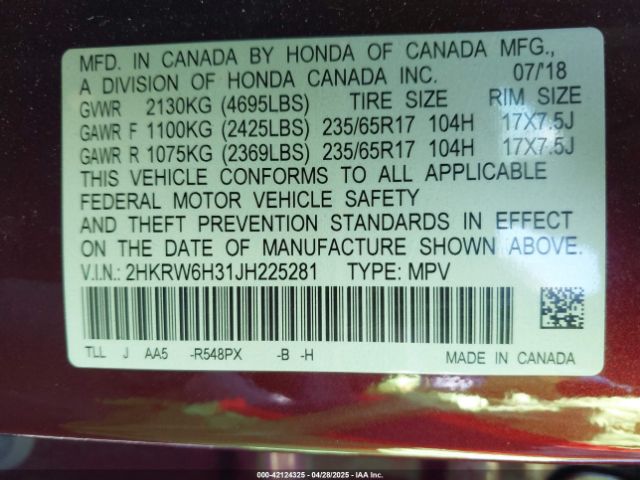 MFD. IN CANADA BY HONDA OF CANADA MFG.,
A DIVISION OF HONDA CANADA INC. 07/'18
GVWR 2130KG (4695LBS) TIRE SIZE RIM SIZE
GAWR F 1100KG (2425LBS) 235/65R17 104H 17X7.5J
GAWR R 1075KG (2369LBS) 235/65R17 104H 17X7.5J
THIS VEHICLE CONFORMS TO ALL APPLICABLE
FEDERAL MOTOR VEHICLE SAFETY
AND THEFT PREVENTION STANDARDS IN EFFECT
ON THE DATE OF MANUFACTURE SHOWN ABOVE.
V.I.N.: 2HKRW6H31JH225281 TYPE: MPV
TLL J AA5 -R548PX -B -H MADE IN CANADA
000-42124325 | 04/28/2025 | IAA Inc.